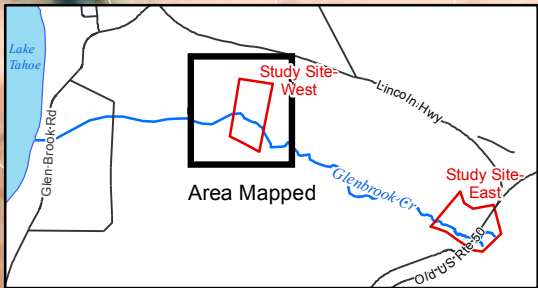 Lake
Tahoe
Study Site-
West
Lincoln Hwy
Glen Brook Rd
Area Mapped
Glenbrook Cr
Study Site-
East
Old US Rte 50